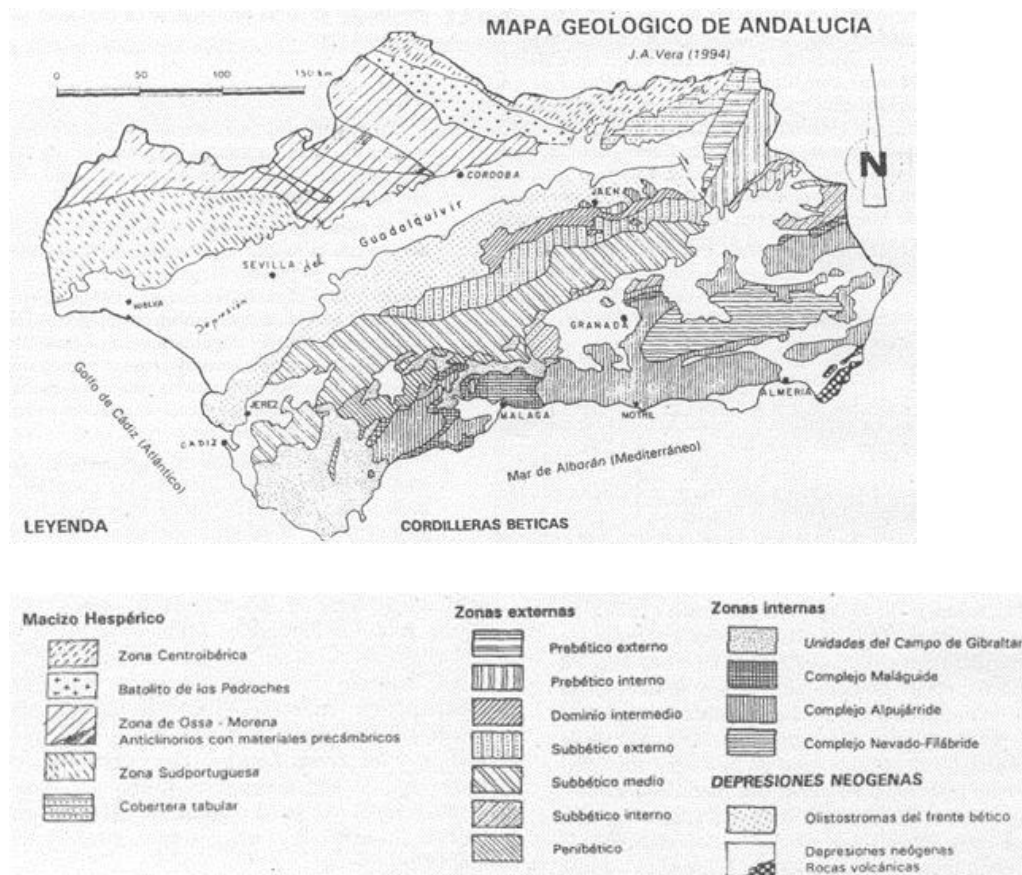 MAPA GEOLOGICO DE ANDALUCIA
J.A. Vera (1994)
0 50 100 150 km
N
CORDOBA
JAEN
Guadalquivir
SEVILLA del
HUELVA
Depresión
GRANADA
Golfo de Cádiz (Atlántico)
JEREZ
ALMERIA
MALAGA
MOTRIL
CADIZ
Mar de Alborán (Mediterráneo)
LEYENDA
CORDILLERAS BETICAS
Macizo Hespérico
Zona Centroibérica
Batolito de los Pedroches
Zona de Ossa - Morena
Anticlinorios con materiales precámbricos
Zona Sudportuguesa
Cobertera tabular
Zonas externas
Prebético externo
Prebético interno
Dominio intermedio
Subbético externo
Subbético medio
Subbético interno
Penibético
Zonas internas
Unidades del Campo de Gibraltar
Complejo Maláguide
Complejo Alpujárride
Complejo Nevado-Filábride
DEPRESIONES NEOGENAS
Olistostromas del frente bético
Depresiones neógenas
Rocas volcánicas